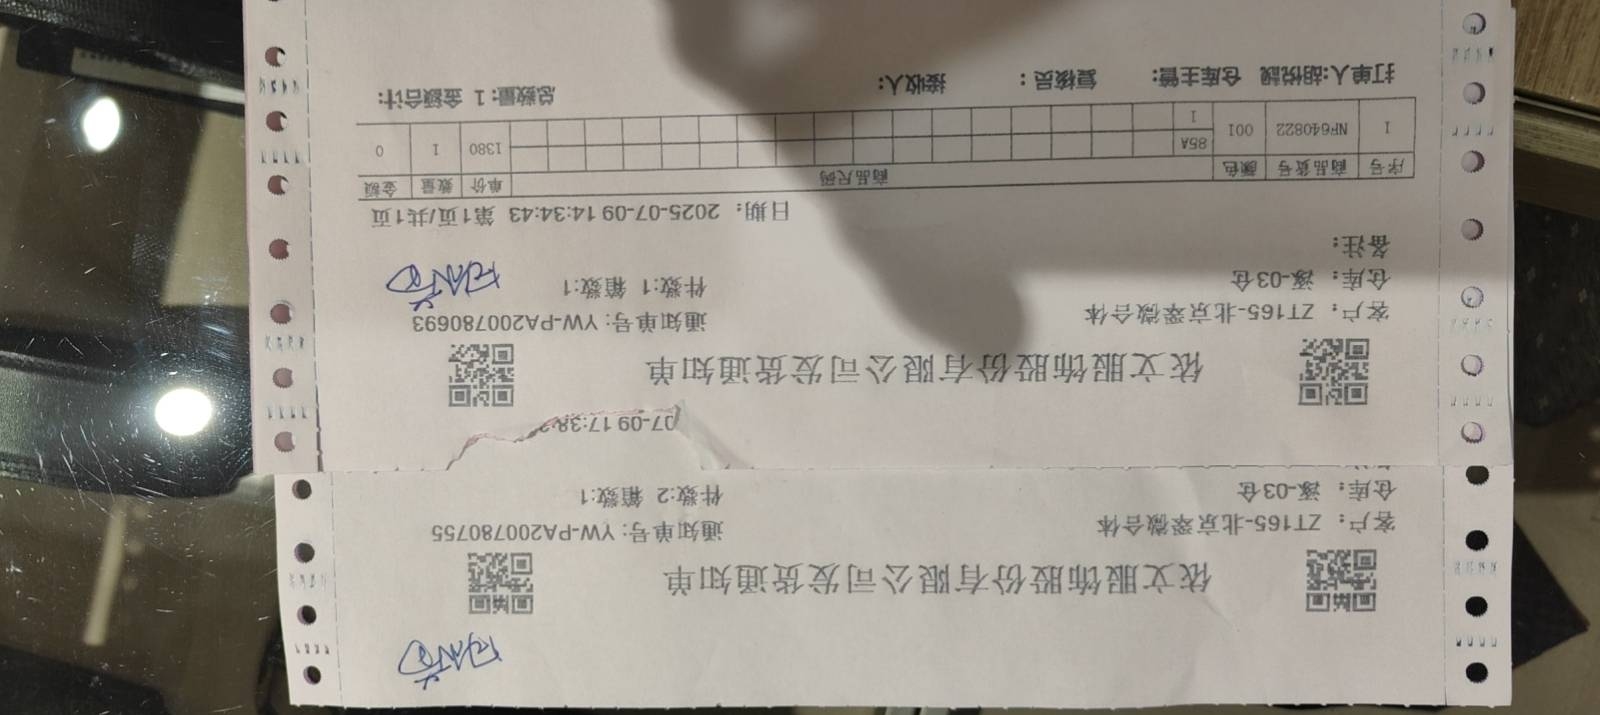 依文服饰股份有限公司发货通知单
客户： ZT165-北京翠微合体 通知单号: YW-PA200780755
仓库： 涿-03仓 件数:2 箱数:1
07-09 17:38:
依文服饰股份有限公司发货通知单
客户： ZT165-北京翠微合体 通知单号: YW-PA200780693
仓库： 涿-03仓 件数:1 箱数:1
备注:
日期： 2025-07-09 14:34:43 第1页/共1页
序号 商品货号 颜色 商品尺码 单价 数量 金额
85A
1 NF640822 001 1 1380 1 0
打单人:胡悦靓 仓库主管: 复核员： 接收人: 总数量: 1 金额合计: